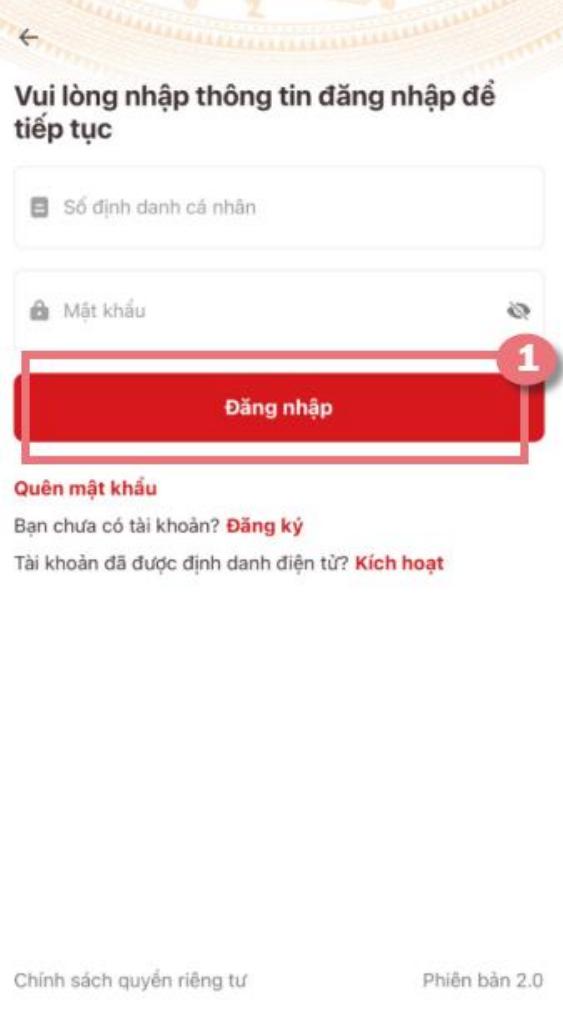 Vui lòng nhập thông tin đăng nhập để
tiếp tục
Số định danh cá nhân
Mật khẩu
1
Đăng nhập
Quên mật khẩu
Bạn chưa có tài khoản? Đăng ký
Tài khoản đã được định danh điện tử? Kích hoạt
Chính sách quyền riêng tư
Phiên bản 2.0